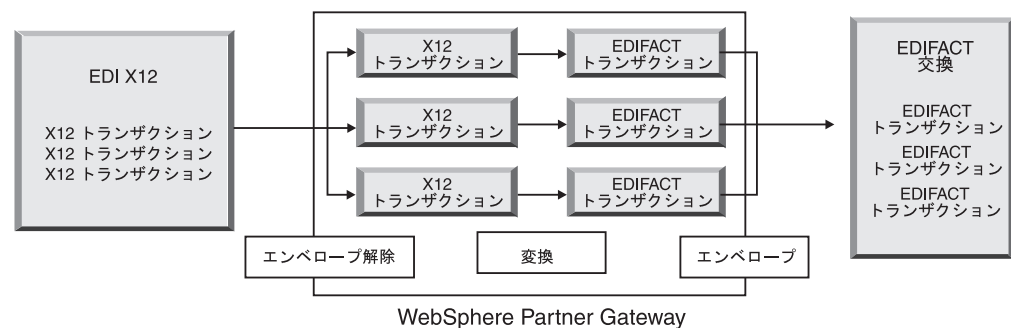 EDI X12
X12 トランザクション
X12 トランザクション
X12 トランザクション
X12
トランザクション
EDIFACT
トランザクション
X12
トランザクション
EDIFACT
トランザクション
X12
トランザクション
EDIFACT
トランザクション
エンベロープ解除
変換
エンベロープ
EDIFACT
交換
EDIFACT
トランザクション
EDIFACT
トランザクション
EDIFACT
トランザクション
WebSphere Partner Gateway